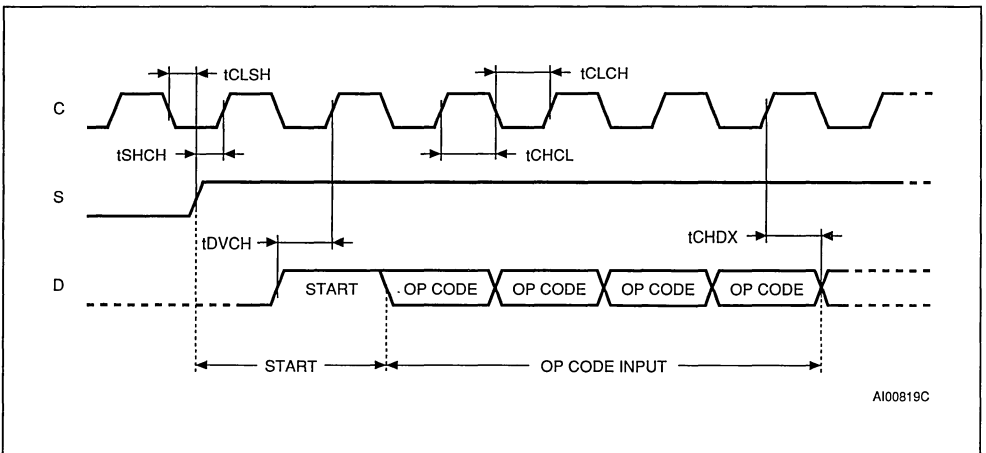 tCLSH
tCLCH
C
tSHCH
tCHCL
S
tDVCH
tCHDX
D
START
OP CODE
OP CODE
OP CODE
OP CODE
START
OP CODE INPUT
AI00819C